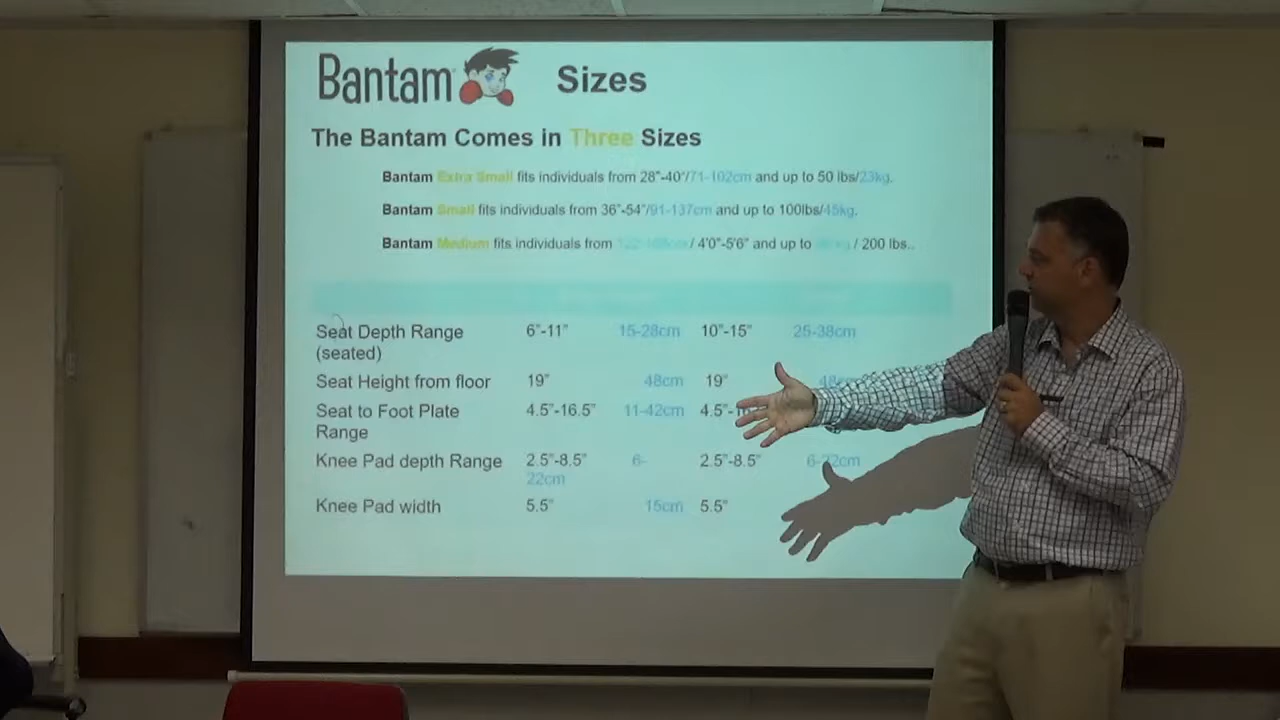 Bantam Sizes
The Bantam Comes in Three Sizes
Bantam Extra Small fits individuals from 28"-40"/71-102cm and up to 50 lbs/23kg.
Bantam Small fits individuals from 36"-54"/91-137cm and up to 100lbs/45kg.
Bantam Medium fits individuals from / 4'0"-5'6" and up to / 200 lbs..
Seat Depth Range 6"-11" 15-28cm 10"-15" 25-38cm
(seated)
Seat Height from floor 19" 48cm 19" 48cm
Seat to Foot Plate 4.5"-16.5" 11-42cm 4.5"-
Range
Knee Pad depth Range 2.5"-8.5" 6- 2.5"-8.5" 6-22cm
22cm
Knee Pad width 5.5" 15cm 5.5"